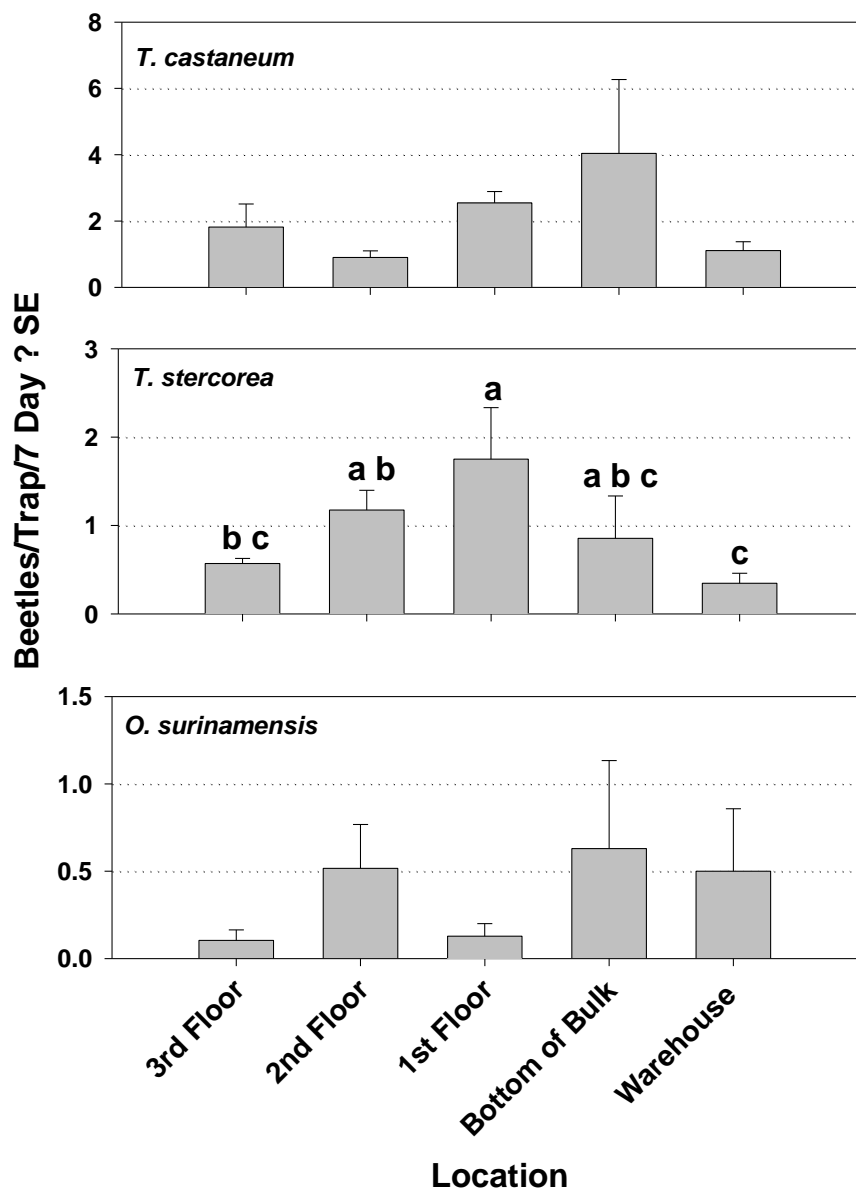 Beetles/Trap/7 Day ? SE
8
T. castaneum
6
4
2
0
3
T. stercorea
a
2
a b
a b c
b c
1
c
0
1.5
O. surinamensis
1.0
0.5
0.0
3rd Floor
2nd Floor
1st Floor
Bottom of Bulk
Warehouse
Location